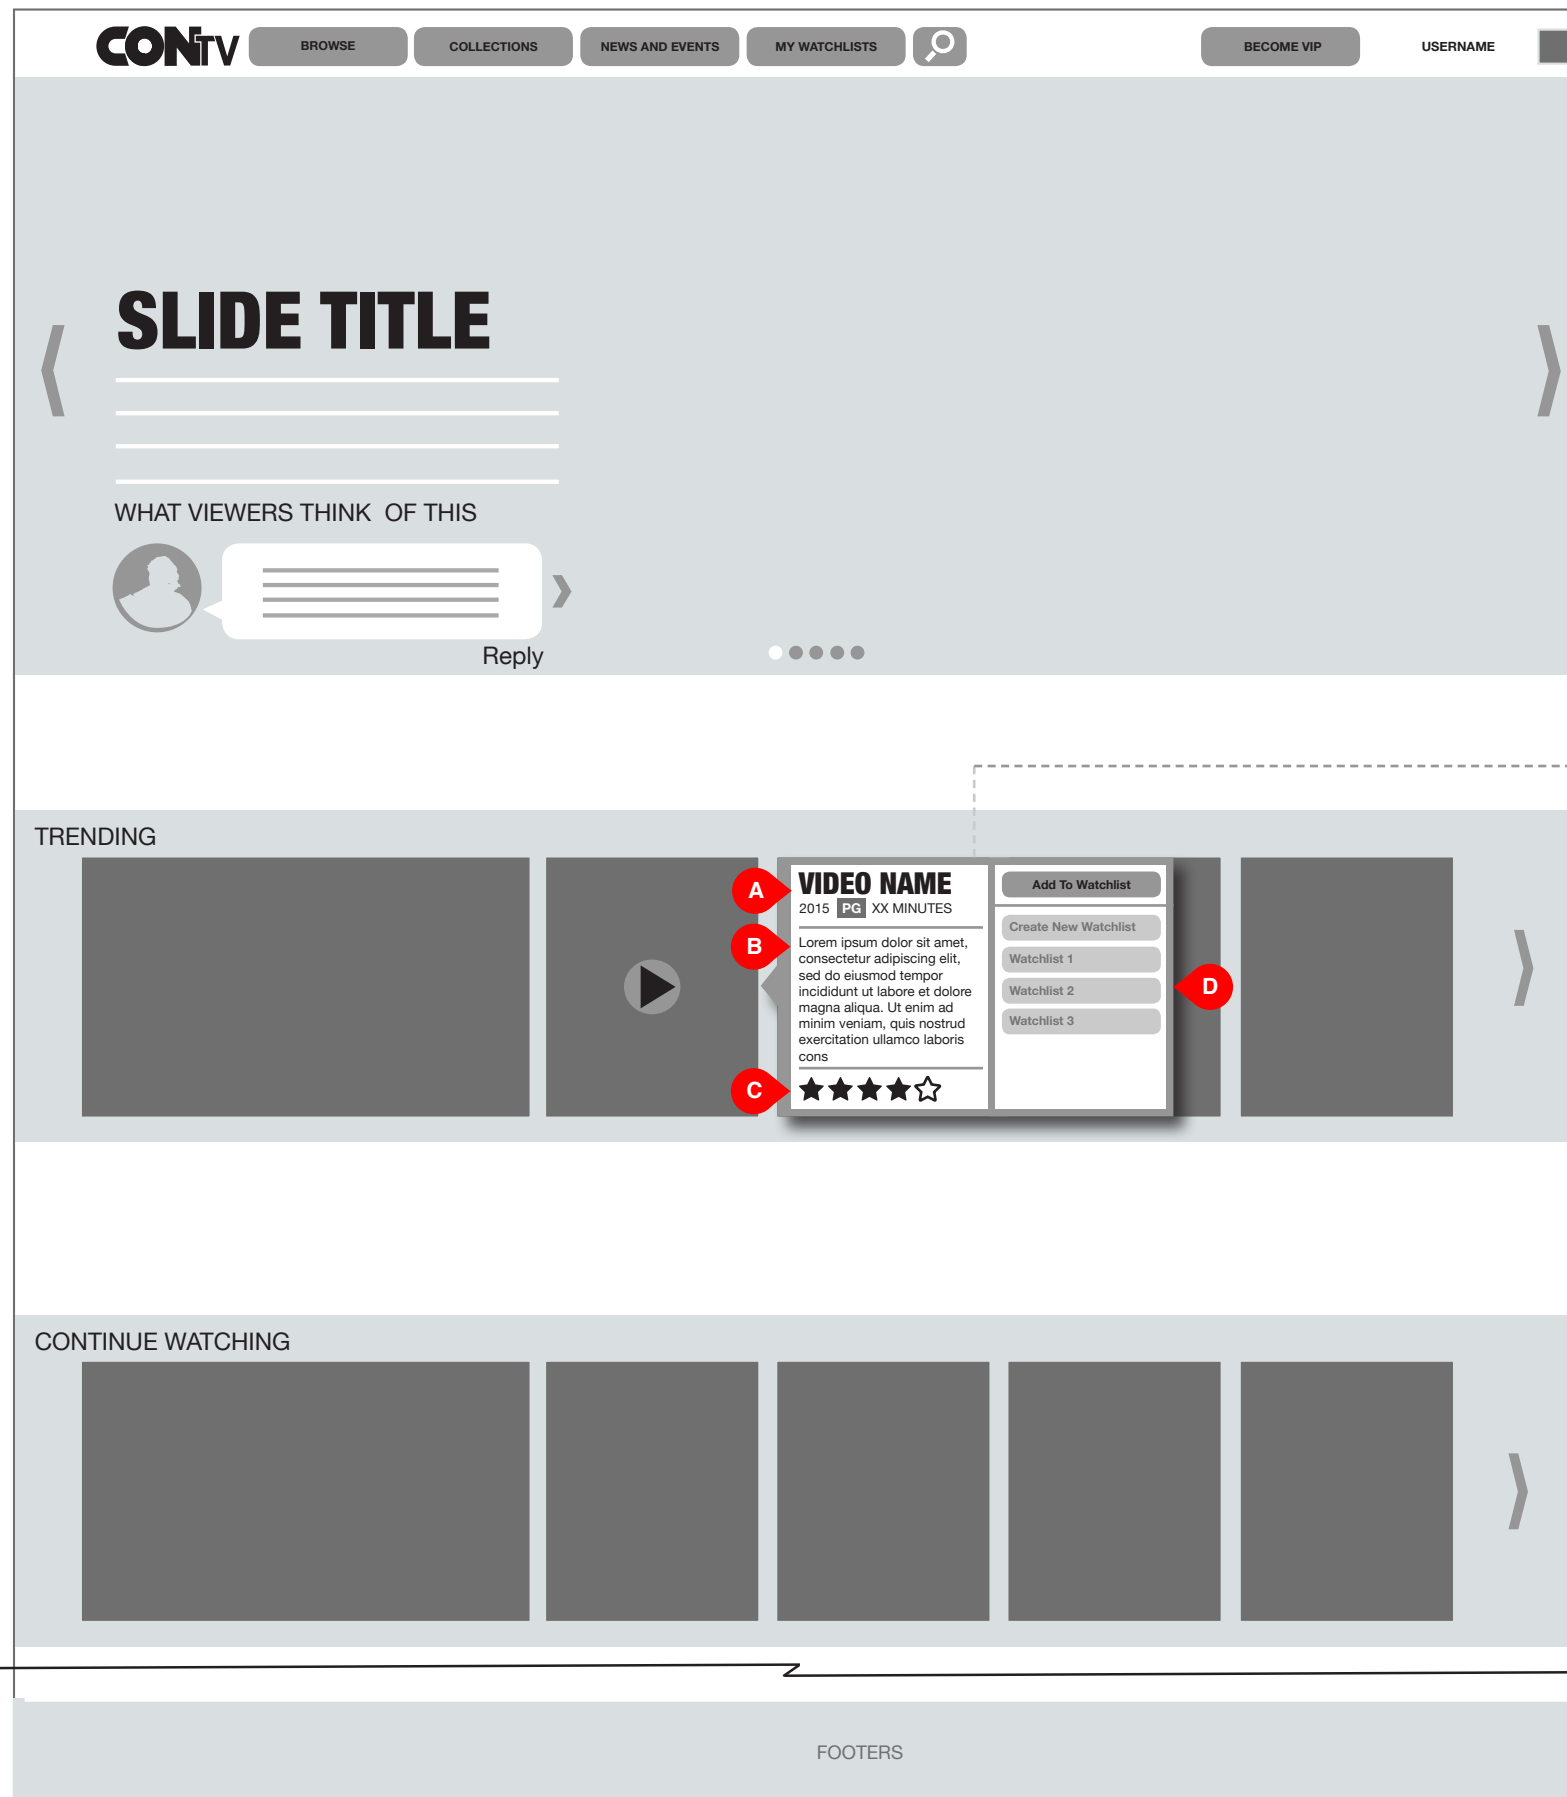 CONTV
BROWSE
COLLECTIONS
NEWS AND EVENTS
MY WATCHLISTS
BECOME VIP
USERNAME
SLIDE TITLE
WHAT VIEWERS THINK  OF THIS
Reply
TRENDING
A
VIDEO NAME
2015 PG XX MINUTES
B
Lorem ipsum dolor sit amet,
consectetur adipiscing elit,
sed do eiusmod tempor
incididunt ut labore et dolore
magna aliqua. Ut enim ad
minim veniam, quis nostrud
exercitation ullamco laboris
cons
C
Add To Watchlist
Create New Watchlist
Watchlist 1
Watchlist 2
Watchlist 3
D
CONTINUE WATCHING
FOOTERS